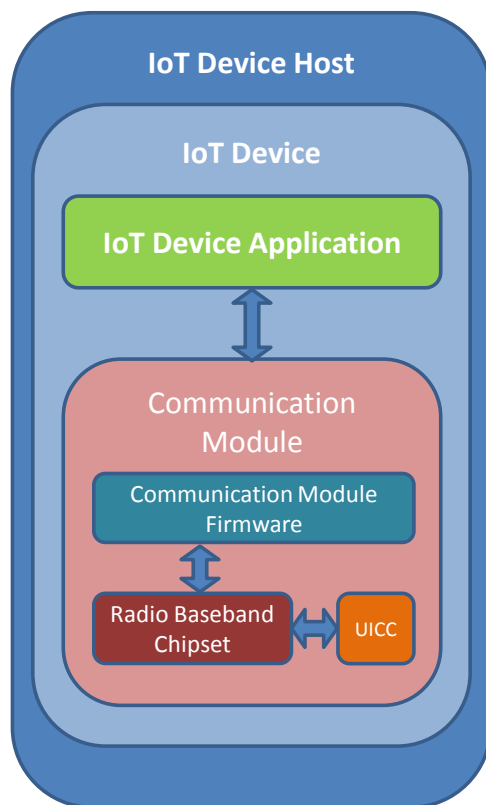 IoT Device Host
IoT Device
IoT Device Application
Communication
Module
Communication Module
Firmware
Radio Baseband
Chipset
UICC